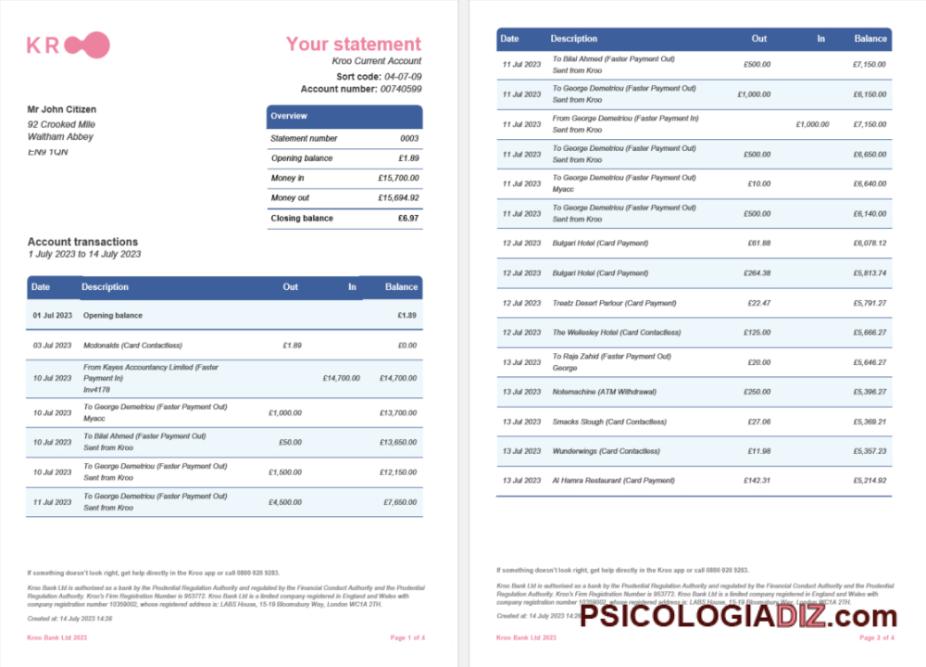 KR
Your statement
Kroo Current Account
Sort code: 04-07-09
Account number: 00740599
Mr John Citizen
92 Crooked Mile
Waltham Abbey
EN9 1QN
Overview
Statement number 0003
Opening balance £1.89
Money in £15,700.00
Money out £15,694.92
Closing balance £6.97
Account transactions
1 July 2023 to 14 July 2023
Date Description Out In Balance
01 Jul 2023 Opening balance £1.89
03 Jul 2023 Mcdonalds (Card Contactless) £1.89 £0.00
From Kayes Accountancy Limited (Faster
10 Jul 2023 Payment In) £14,700.00 £14,700.00
Inv4178
To George Demetriou (Faster Payment Out)
10 Jul 2023 £1,000.00 £13,700.00
Myacc
To Bilal Ahmed (Faster Payment Out)
10 Jul 2023 £50.00 £13,650.00
Sent from Kroo
To George Demetriou (Faster Payment Out)
10 Jul 2023 £1,500.00 £12,150.00
Sent from Kroo
To George Demetriou (Faster Payment Out)
11 Jul 2023 £4,500.00 £7,650.00
Sent from Kroo
If something doesn't look right, get help directly in the Kroo app or call 0800 020 9293.
Kroo Bank Ltd is authorised as a bank by the Prudential Regulation Authority and regulated by the Financial Conduct Authority and the Prudential
Regulation Authority. Kroo's Firm Registration Number is 953772. Kroo Bank Ltd is a limited company registered in England and Wales with
company registration number 10359002, whose registered address is: LABS House, 15-19 Bloomsbury Way, London WC1A 2TH.
Created at: 14 July 2023 14:26
Kroo Bank Ltd 2023 Page 1 of 4
Date Description Out In Balance
To Bilal Ahmed (Faster Payment Out)
11 Jul 2023 £500.00 £7,150.00
Sent from Kroo
To George Demetriou (Faster Payment Out)
11 Jul 2023 £1,000.00 £6,150.00
Sent from Kroo
From George Demetriou (Faster Payment In)
11 Jul 2023 £1,000.00 £7,150.00
Sent from Kroo
To George Demetriou (Faster Payment Out)
11 Jul 2023 £500.00 £6,650.00
Sent from Kroo
To George Demetriou (Faster Payment Out)
11 Jul 2023 £10.00 £6,640.00
Myacc
To George Demetriou (Faster Payment Out)
11 Jul 2023 £500.00 £6,140.00
Sent from Kroo
12 Jul 2023 Bulgari Hotel (Card Payment) £61.88 £6,078.12
12 Jul 2023 Bulgari Hotel (Card Payment) £264.38 £5,813.74
12 Jul 2023 Treatz Desert Parlour (Card Payment) £22.47 £5,791.27
12 Jul 2023 The Wellesley Hotel (Card Contactless) £125.00 £5,666.27
To Raja Zahid (Faster Payment Out)
13 Jul 2023 £20.00 £5,646.27
George
13 Jul 2023 Notemachine (ATM Withdrawal) £250.00 £5,396.27
13 Jul 2023 Smacks Slough (Card Contactless) £27.06 £5,369.21
13 Jul 2023 Wunderwings (Card Contactless) £11.98 £5,357.23
13 Jul 2023 Al Hamra Restaurant (Card Payment) £142.31 £5,214.92
If something doesn't look right, get help directly in the Kroo app or call 0800 020 9293.
Kroo Bank Ltd is authorised as a bank by the Prudential Regulation Authority and regulated by the Financial Conduct Authority and the Prudential
Regulation Authority. Kroo's Firm Registration Number is 953772. Kroo Bank Ltd is a limited company registered in England and Wales with
company registration number 10359002, whose registered address is: LABS House, 15-19 Bloomsbury Way, London WC1A 2TH.
Created at: 14 July 2023 14:26
PSICOLOGIADIZ.com
Kroo Bank Ltd 2023 Page 2 of 4